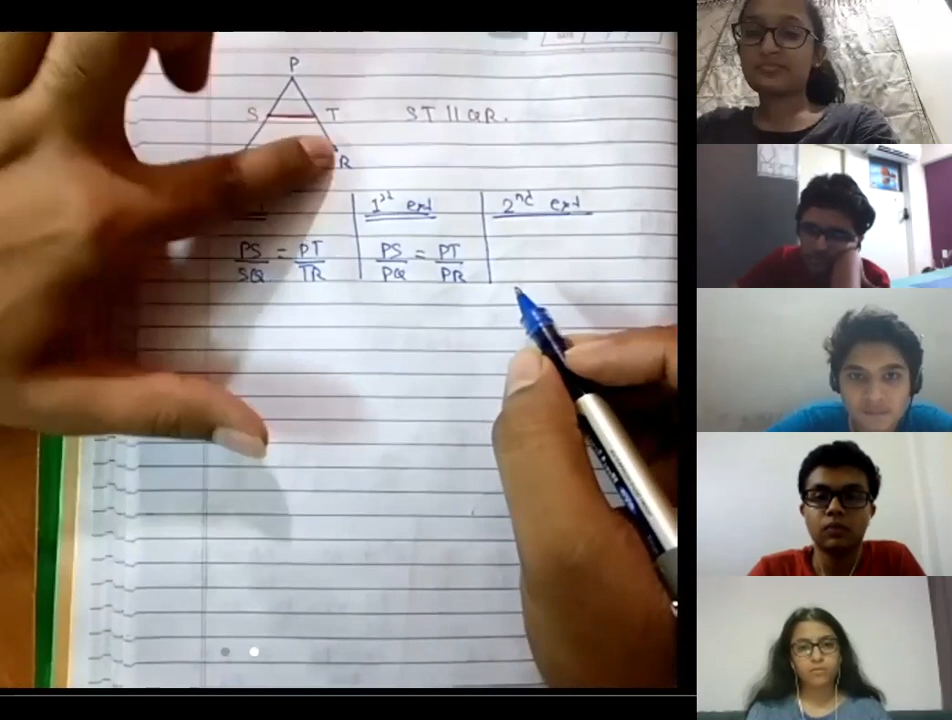 P
S T ST || QR.
R
1st ext 2nd ext
PS/SQ = PT/TR PS/PQ = PT/PR